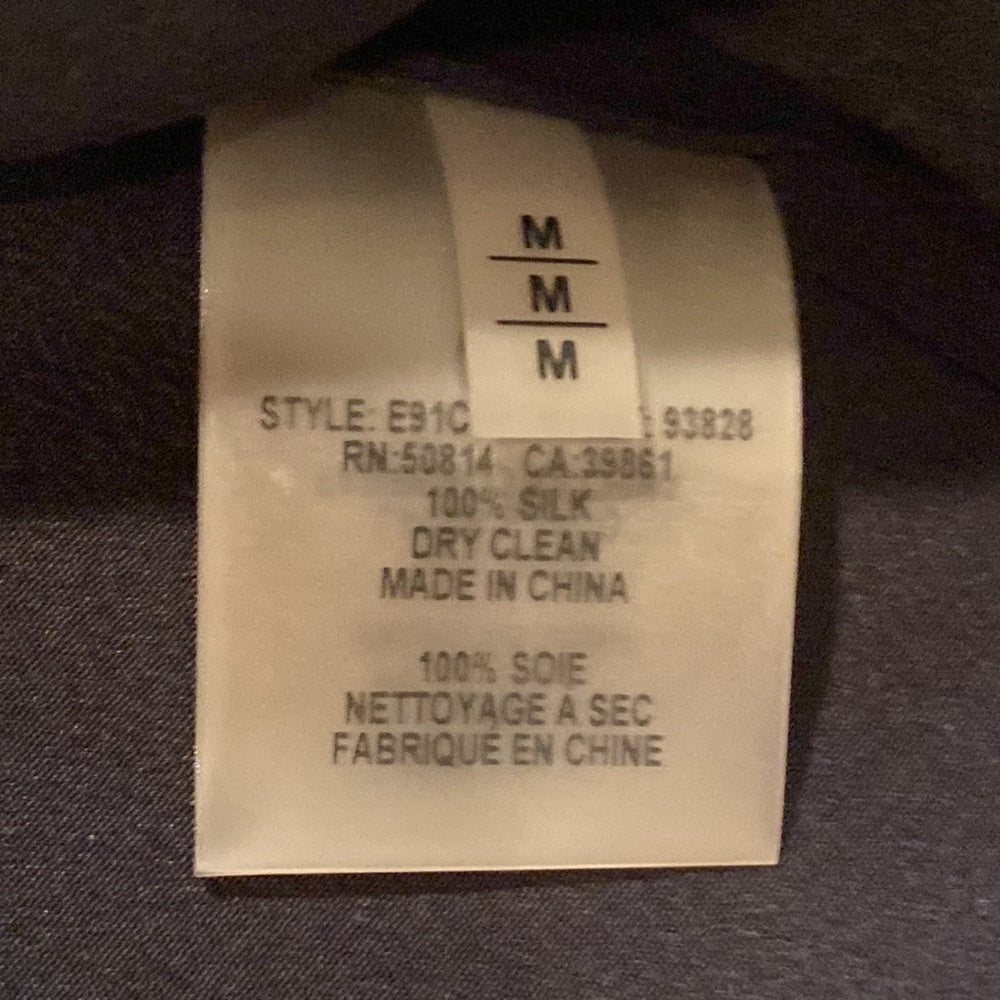 M
M
M
STYLE: E91C : 93828
RN:50814 CA:39861
100% SILK
DRY CLEAN
MADE IN CHINA
100% SOIE
NETTOYAGE A SEC
FABRIQUE EN CHINE